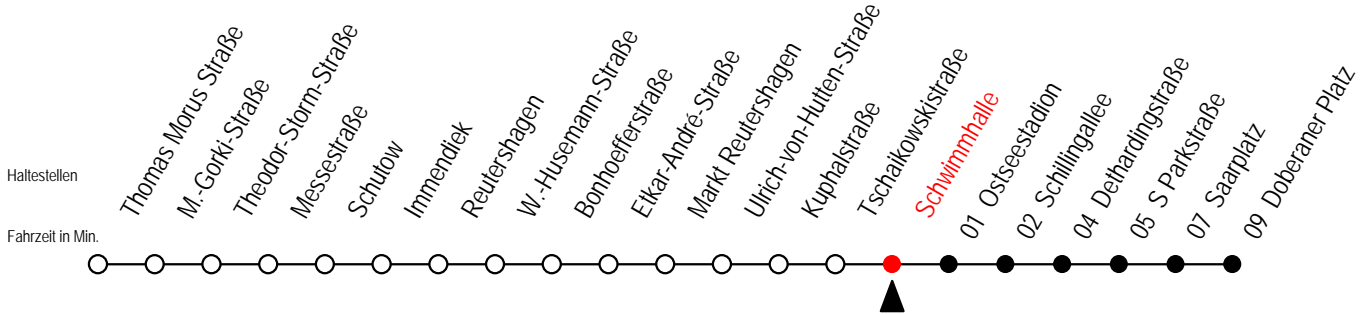 Haltestellen
Fahrzeit in Min.
Thomas Morus Straße
M.-Gorki-Straße
Theodor-Storm-Straße
Messestraße
Schutow
Immendiek
Reutershagen
W.-Husemann-Straße
Bonhoefferstraße
Etkar-André-Straße
Markt Reutershagen
Ulrich-von-Hutten-Straße
Kuphalstraße
Tschaikowskistraße
Schwimmhalle
01 Ostseestadion
02 Schillingallee
04 Dethardingstraße
05 S Parkstraße
07 Saarplatz
09 Doberaner Platz